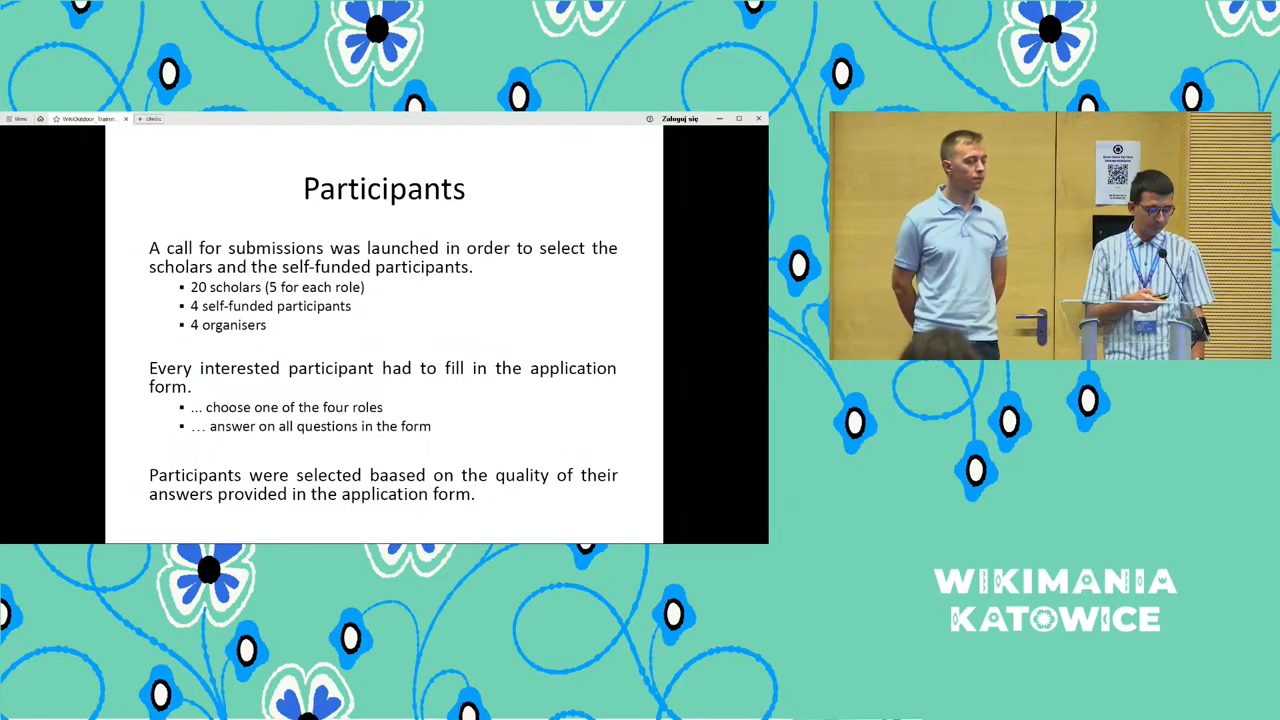 Menu
WikiOutdoor_Trainin...
Utwórz
Zaloguj się
Participants
A call for submissions was launched in order to select the
scholars and the self-funded participants.
▪ 20 scholars (5 for each role)
▪ 4 self-funded participants
▪ 4 organisers
Every interested participant had to fill in the application
form.
▪ ... choose one of the four roles
▪ ... answer on all questions in the form
Participants were selected baased on the quality of their
answers provided in the application form.
WIKIMANIA
KATOWICE